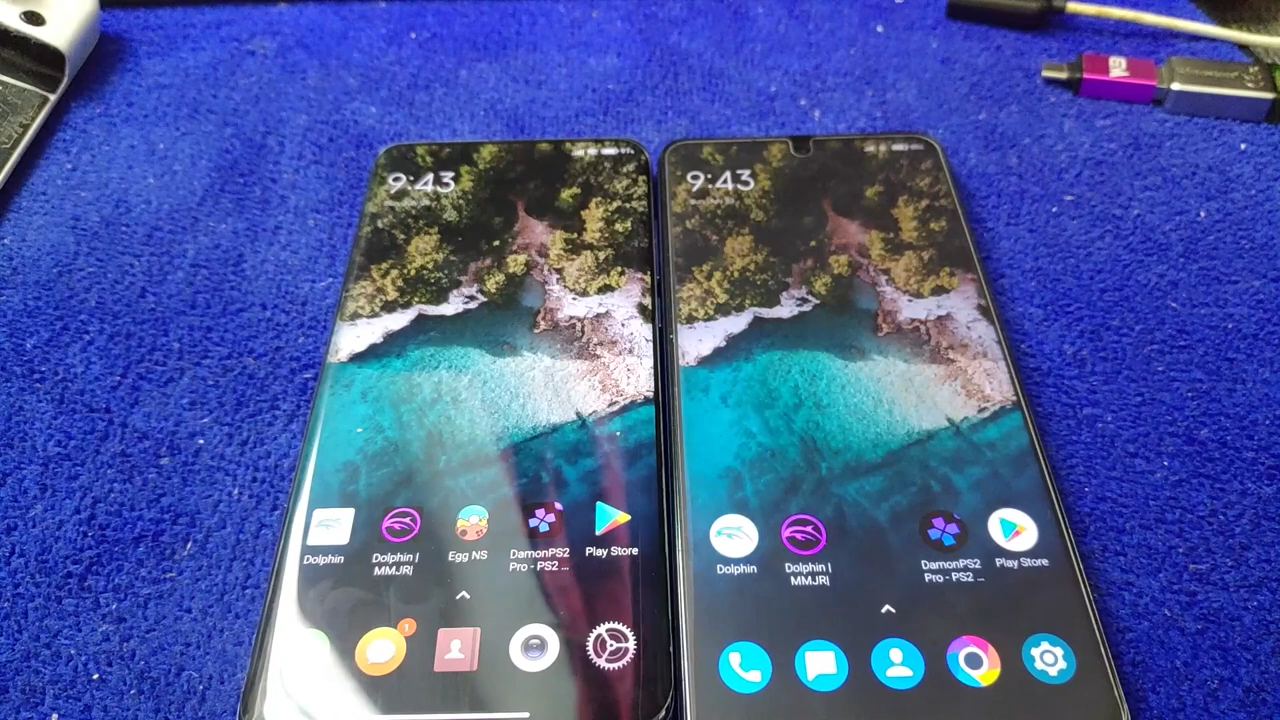 9:43
9:43
Dolphin
Dolphin |
MMJR|
Egg NS
DamonPS2
Pro - PS2 ...
Play Store
1
Dolphin
Dolphin |
MMJR|
DamonPS2
Pro - PS2 ...
Play Store